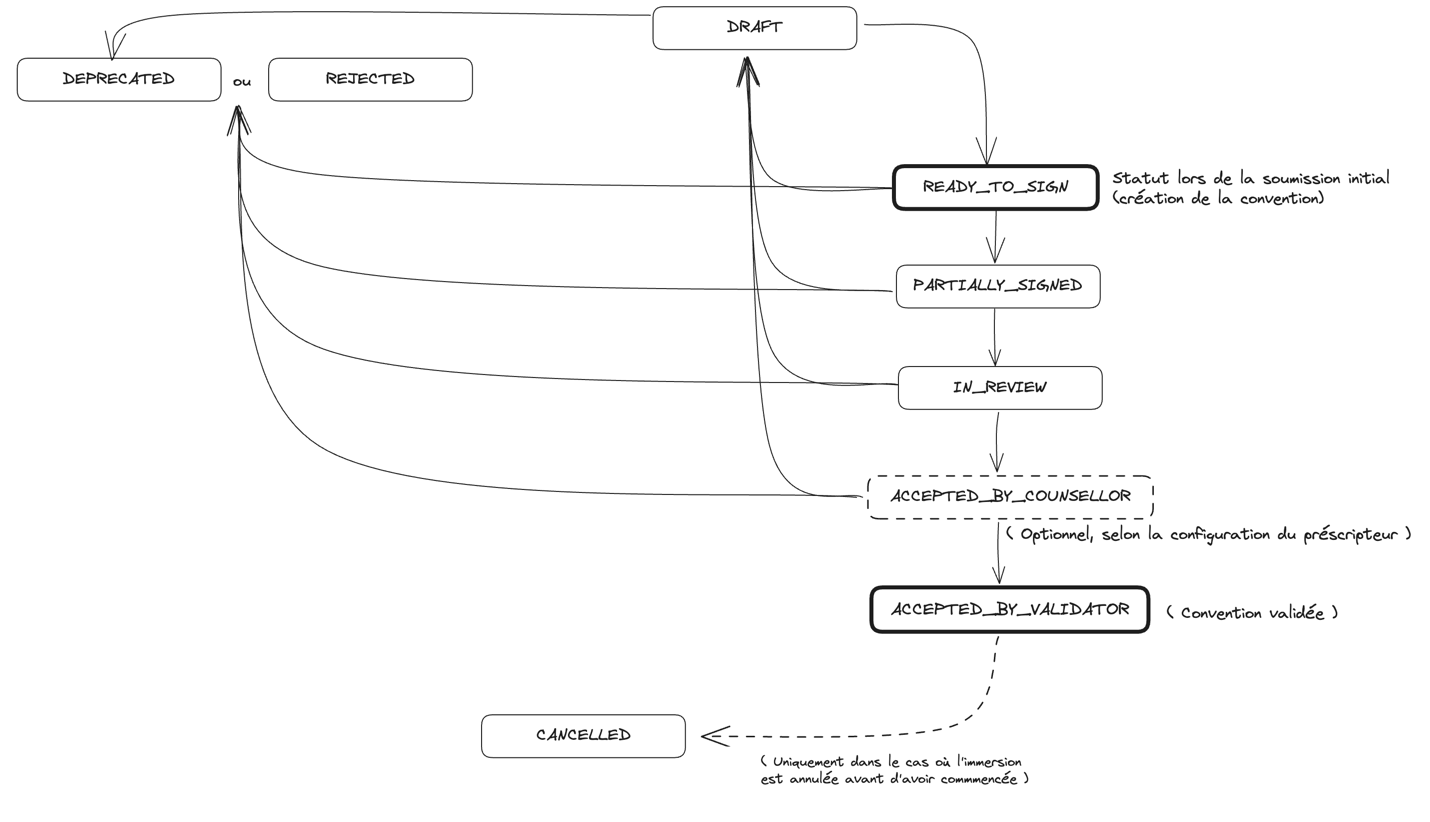 DRAFT
DEPRECATED
ou
REJECTED
READY_TO_SIGN
Statut lors de la soumission initial
(création de la convention)
PARTIALLY_SIGNED
IN_REVIEW
ACCEPTED_BY_COUNSELLOR
( Optionnel, selon la configuration du préscripteur )
ACCEPTED_BY_VALIDATOR
( Convention validée )
CANCELLED
( Uniquement dans le cas où l'immersion
est annulée avant d'avoir commmencée )